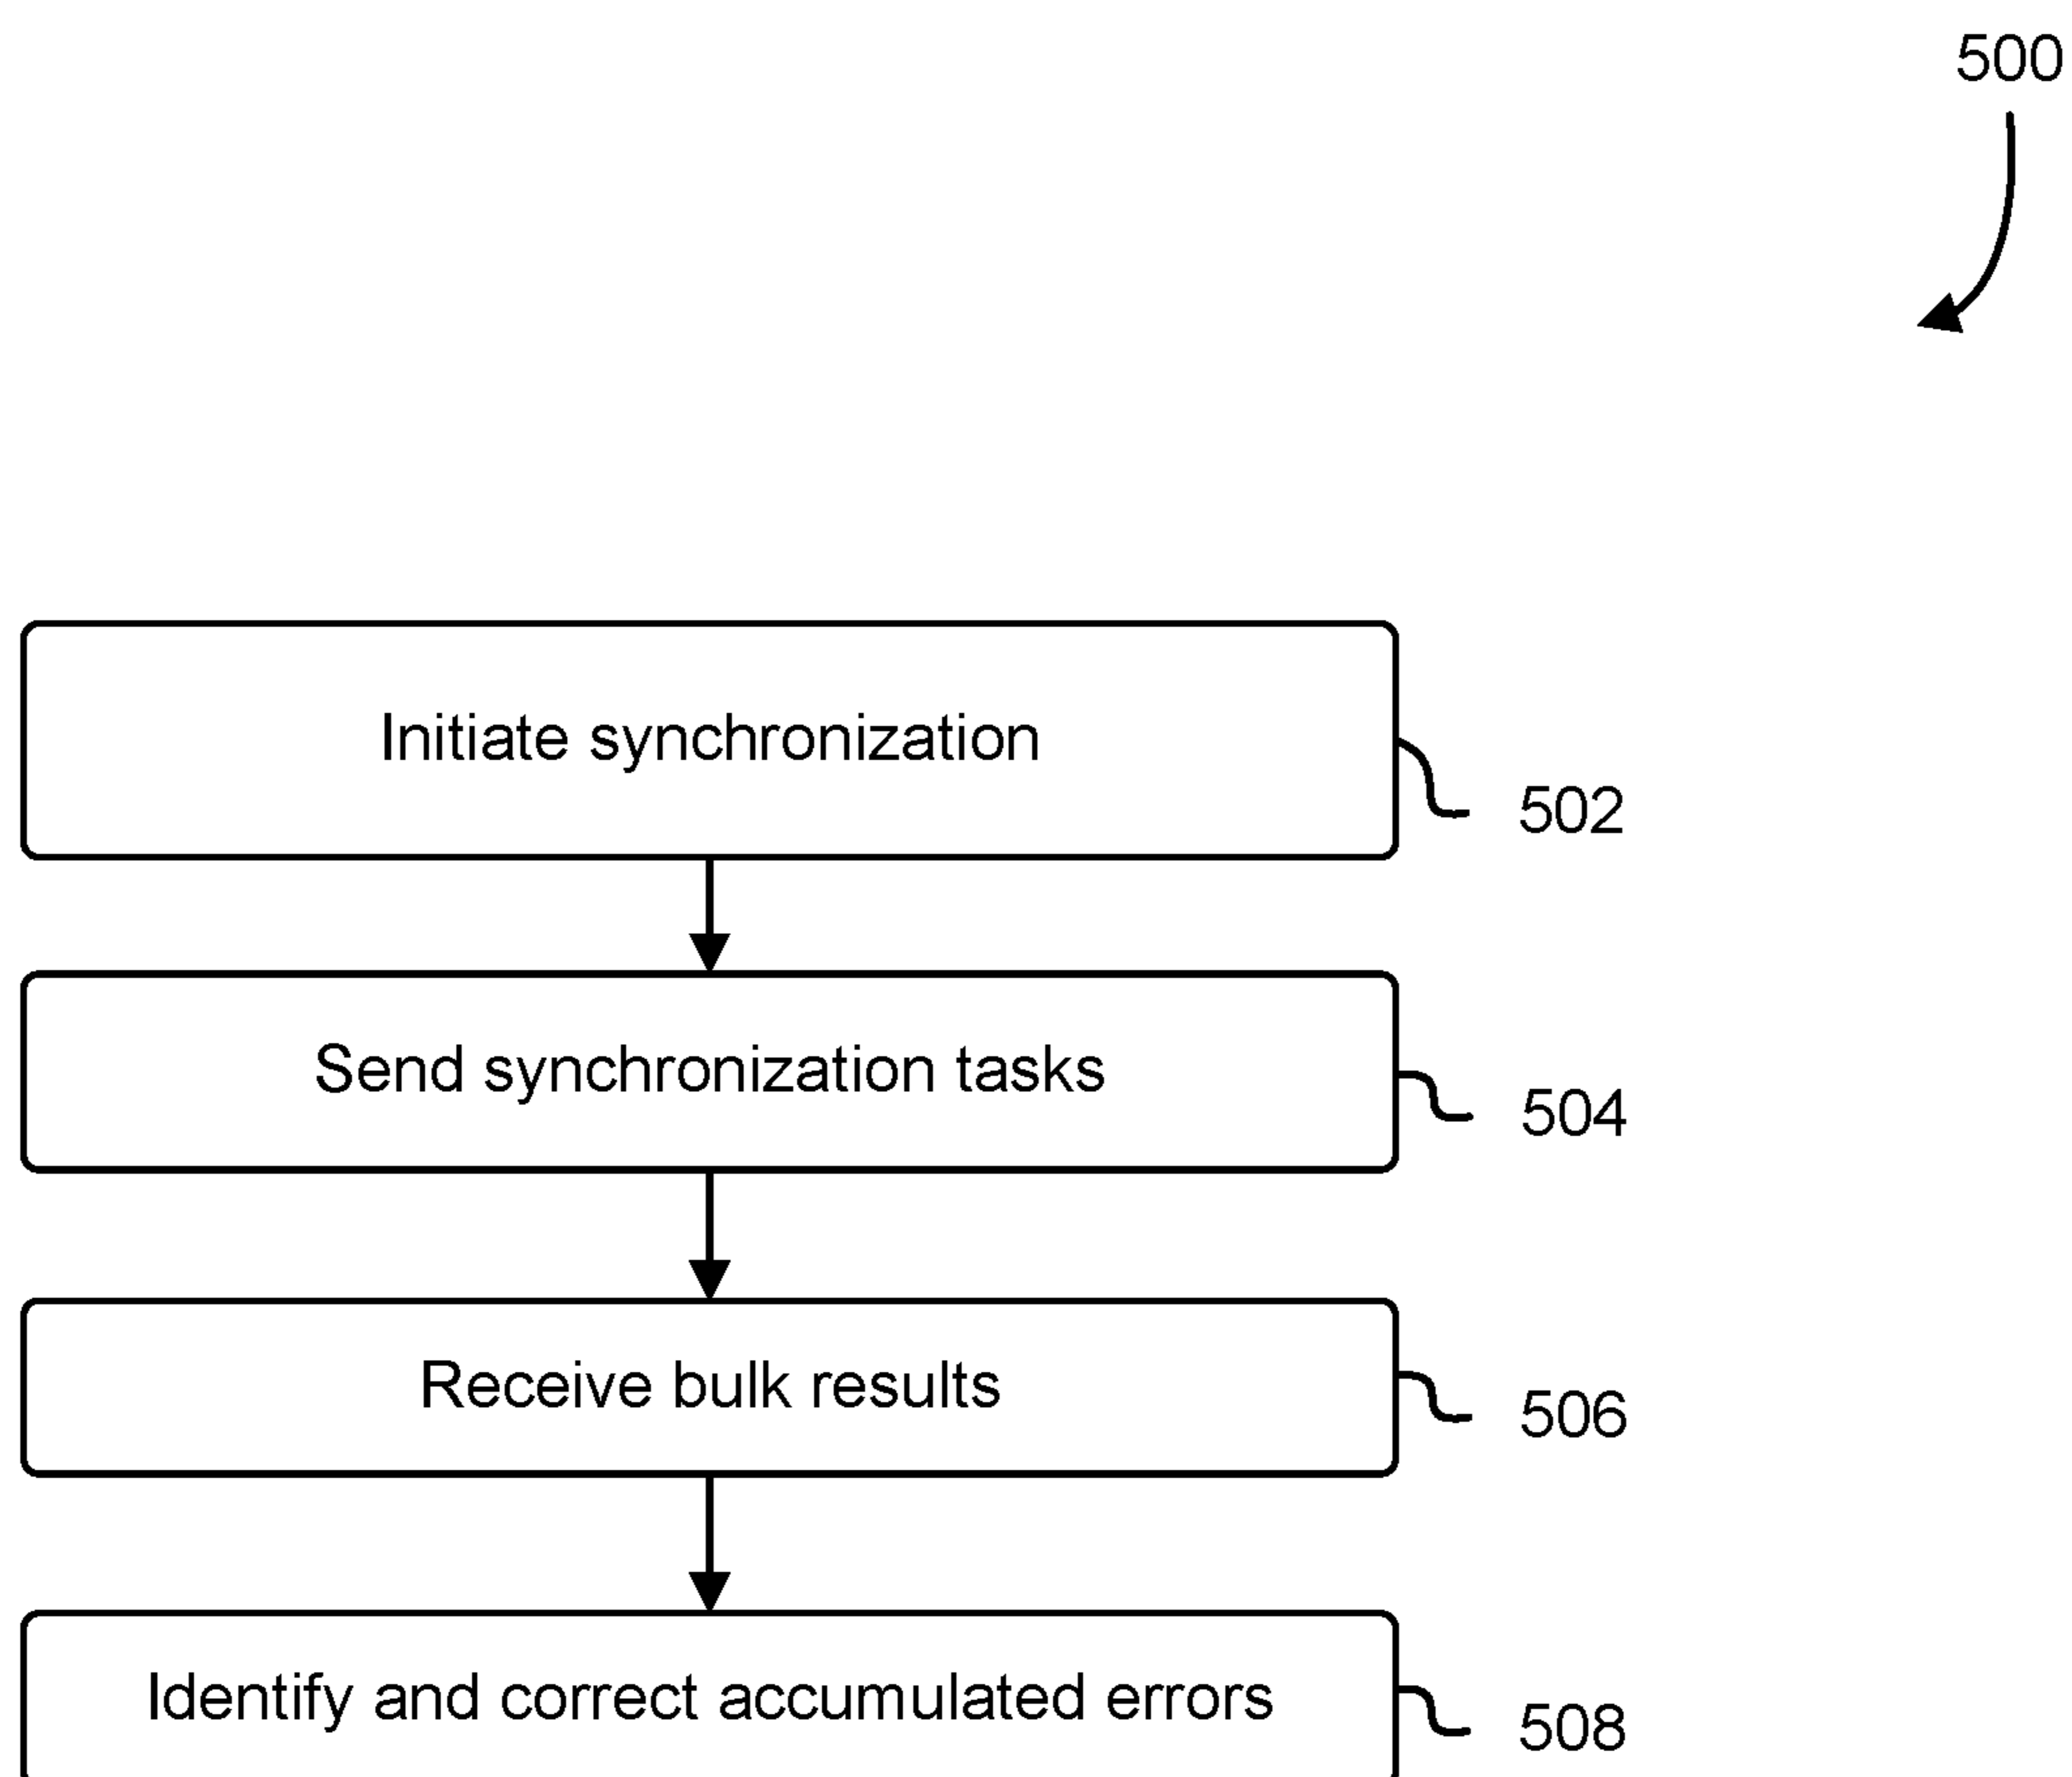 500
Initiate synchronization
502
Send synchronization tasks
504
Receive bulk results
506
Identify and correct accumulated errors
508